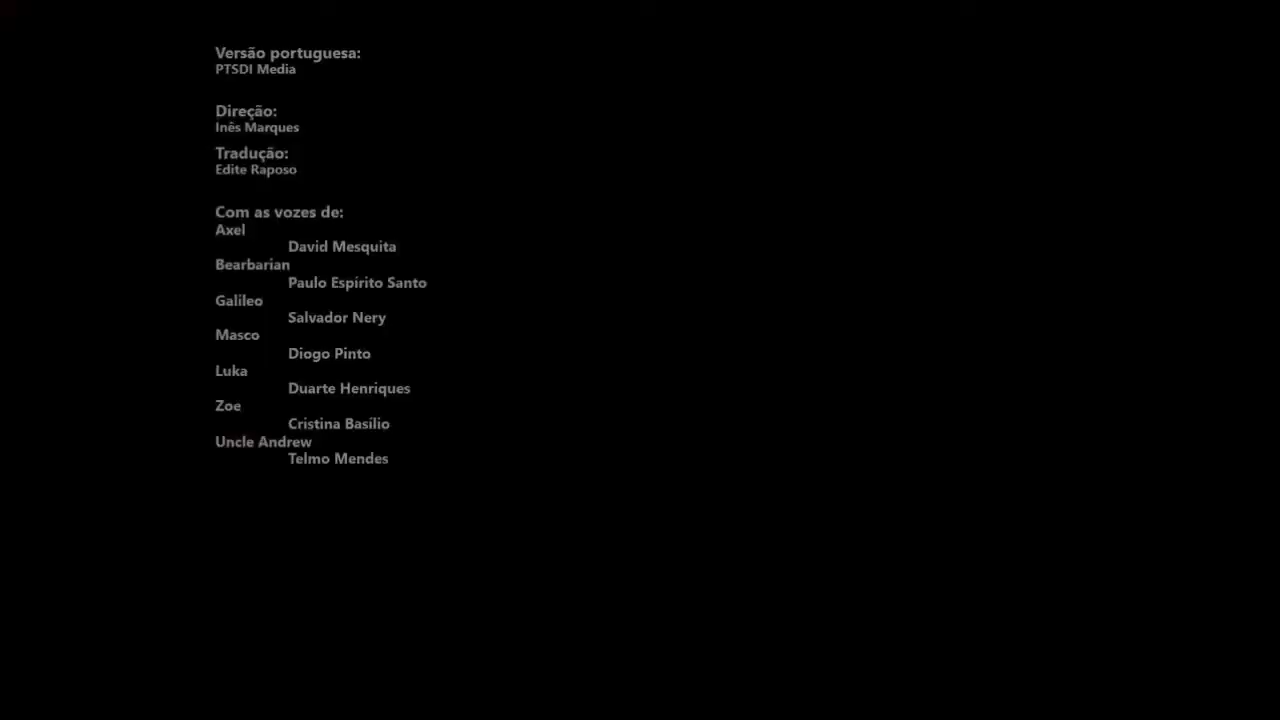 Versão portuguesa:
PTSDI Media
Direção:
Inês Marques
Tradução:
Edite Raposo
Com as vozes de:
Axel
David Mesquita
Bearbarian
Paulo Espírito Santo
Galileo
Salvador Nery
Masco
Diogo Pinto
Luka
Duarte Henriques
Zoe
Cristina Basílio
Uncle Andrew
Telmo Mendes